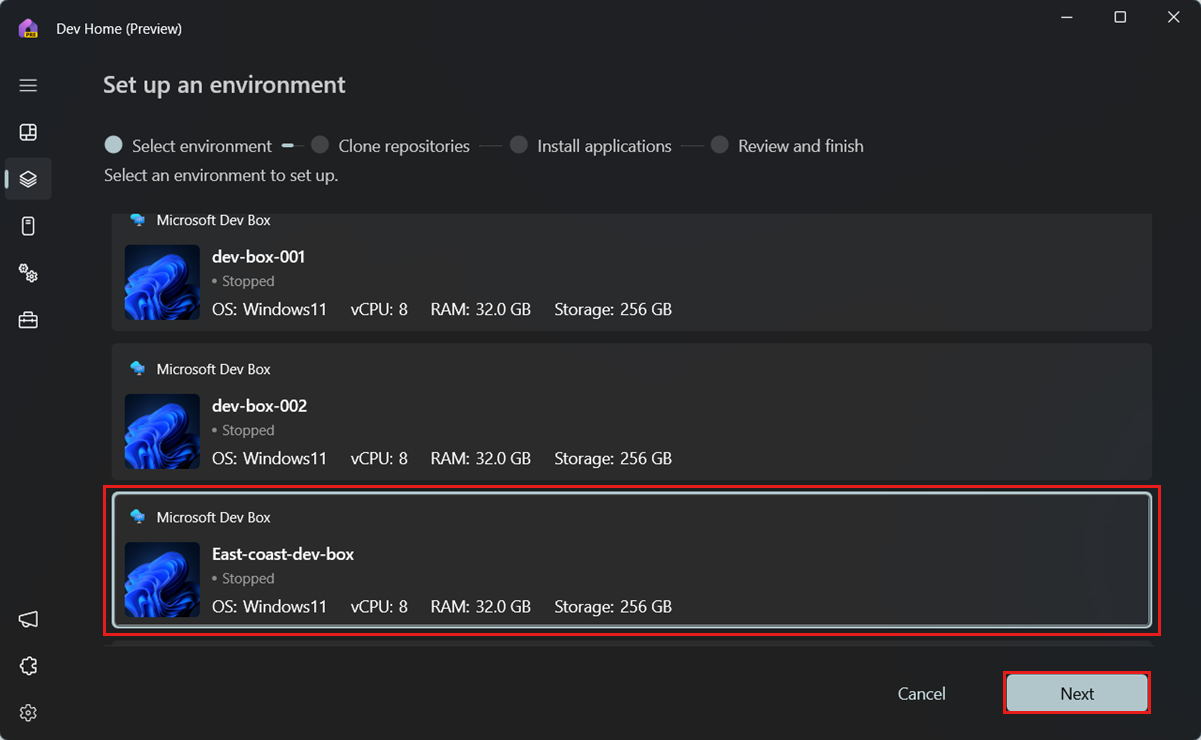 Dev Home (Preview)
PRE
Set up an environment
Select environment Clone repositories Install applications Review and finish
Select an environment to set up.
Microsoft Dev Box
dev-box-001
• Stopped
OS: Windows11 vCPU: 8 RAM: 32.0 GB Storage: 256 GB
Microsoft Dev Box
dev-box-002
• Stopped
OS: Windows11 vCPU: 8 RAM: 32.0 GB Storage: 256 GB
Microsoft Dev Box
East-coast-dev-box
• Stopped
OS: Windows11 vCPU: 8 RAM: 32.0 GB Storage: 256 GB
Cancel Next